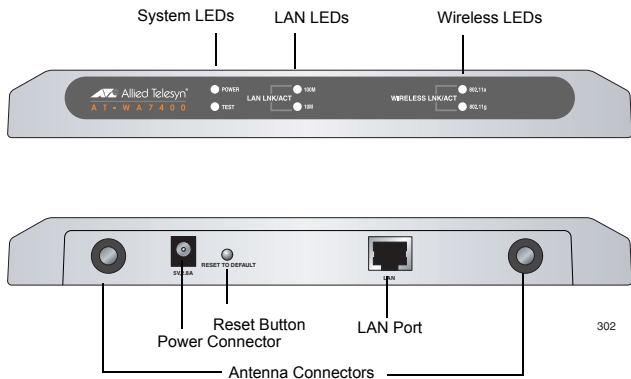 System LEDs LAN LEDs Wireless LEDs
Allied Telesyn®
AT-WA7400
POWER
TEST
LAN LNK/ACT
100M
10M
WIRELESS LNK/ACT
802.11a
802.11g
5V,2.6A
RESET TO DEFAULT
LAN
Reset Button
Power Connector
LAN Port
302
Antenna Connectors